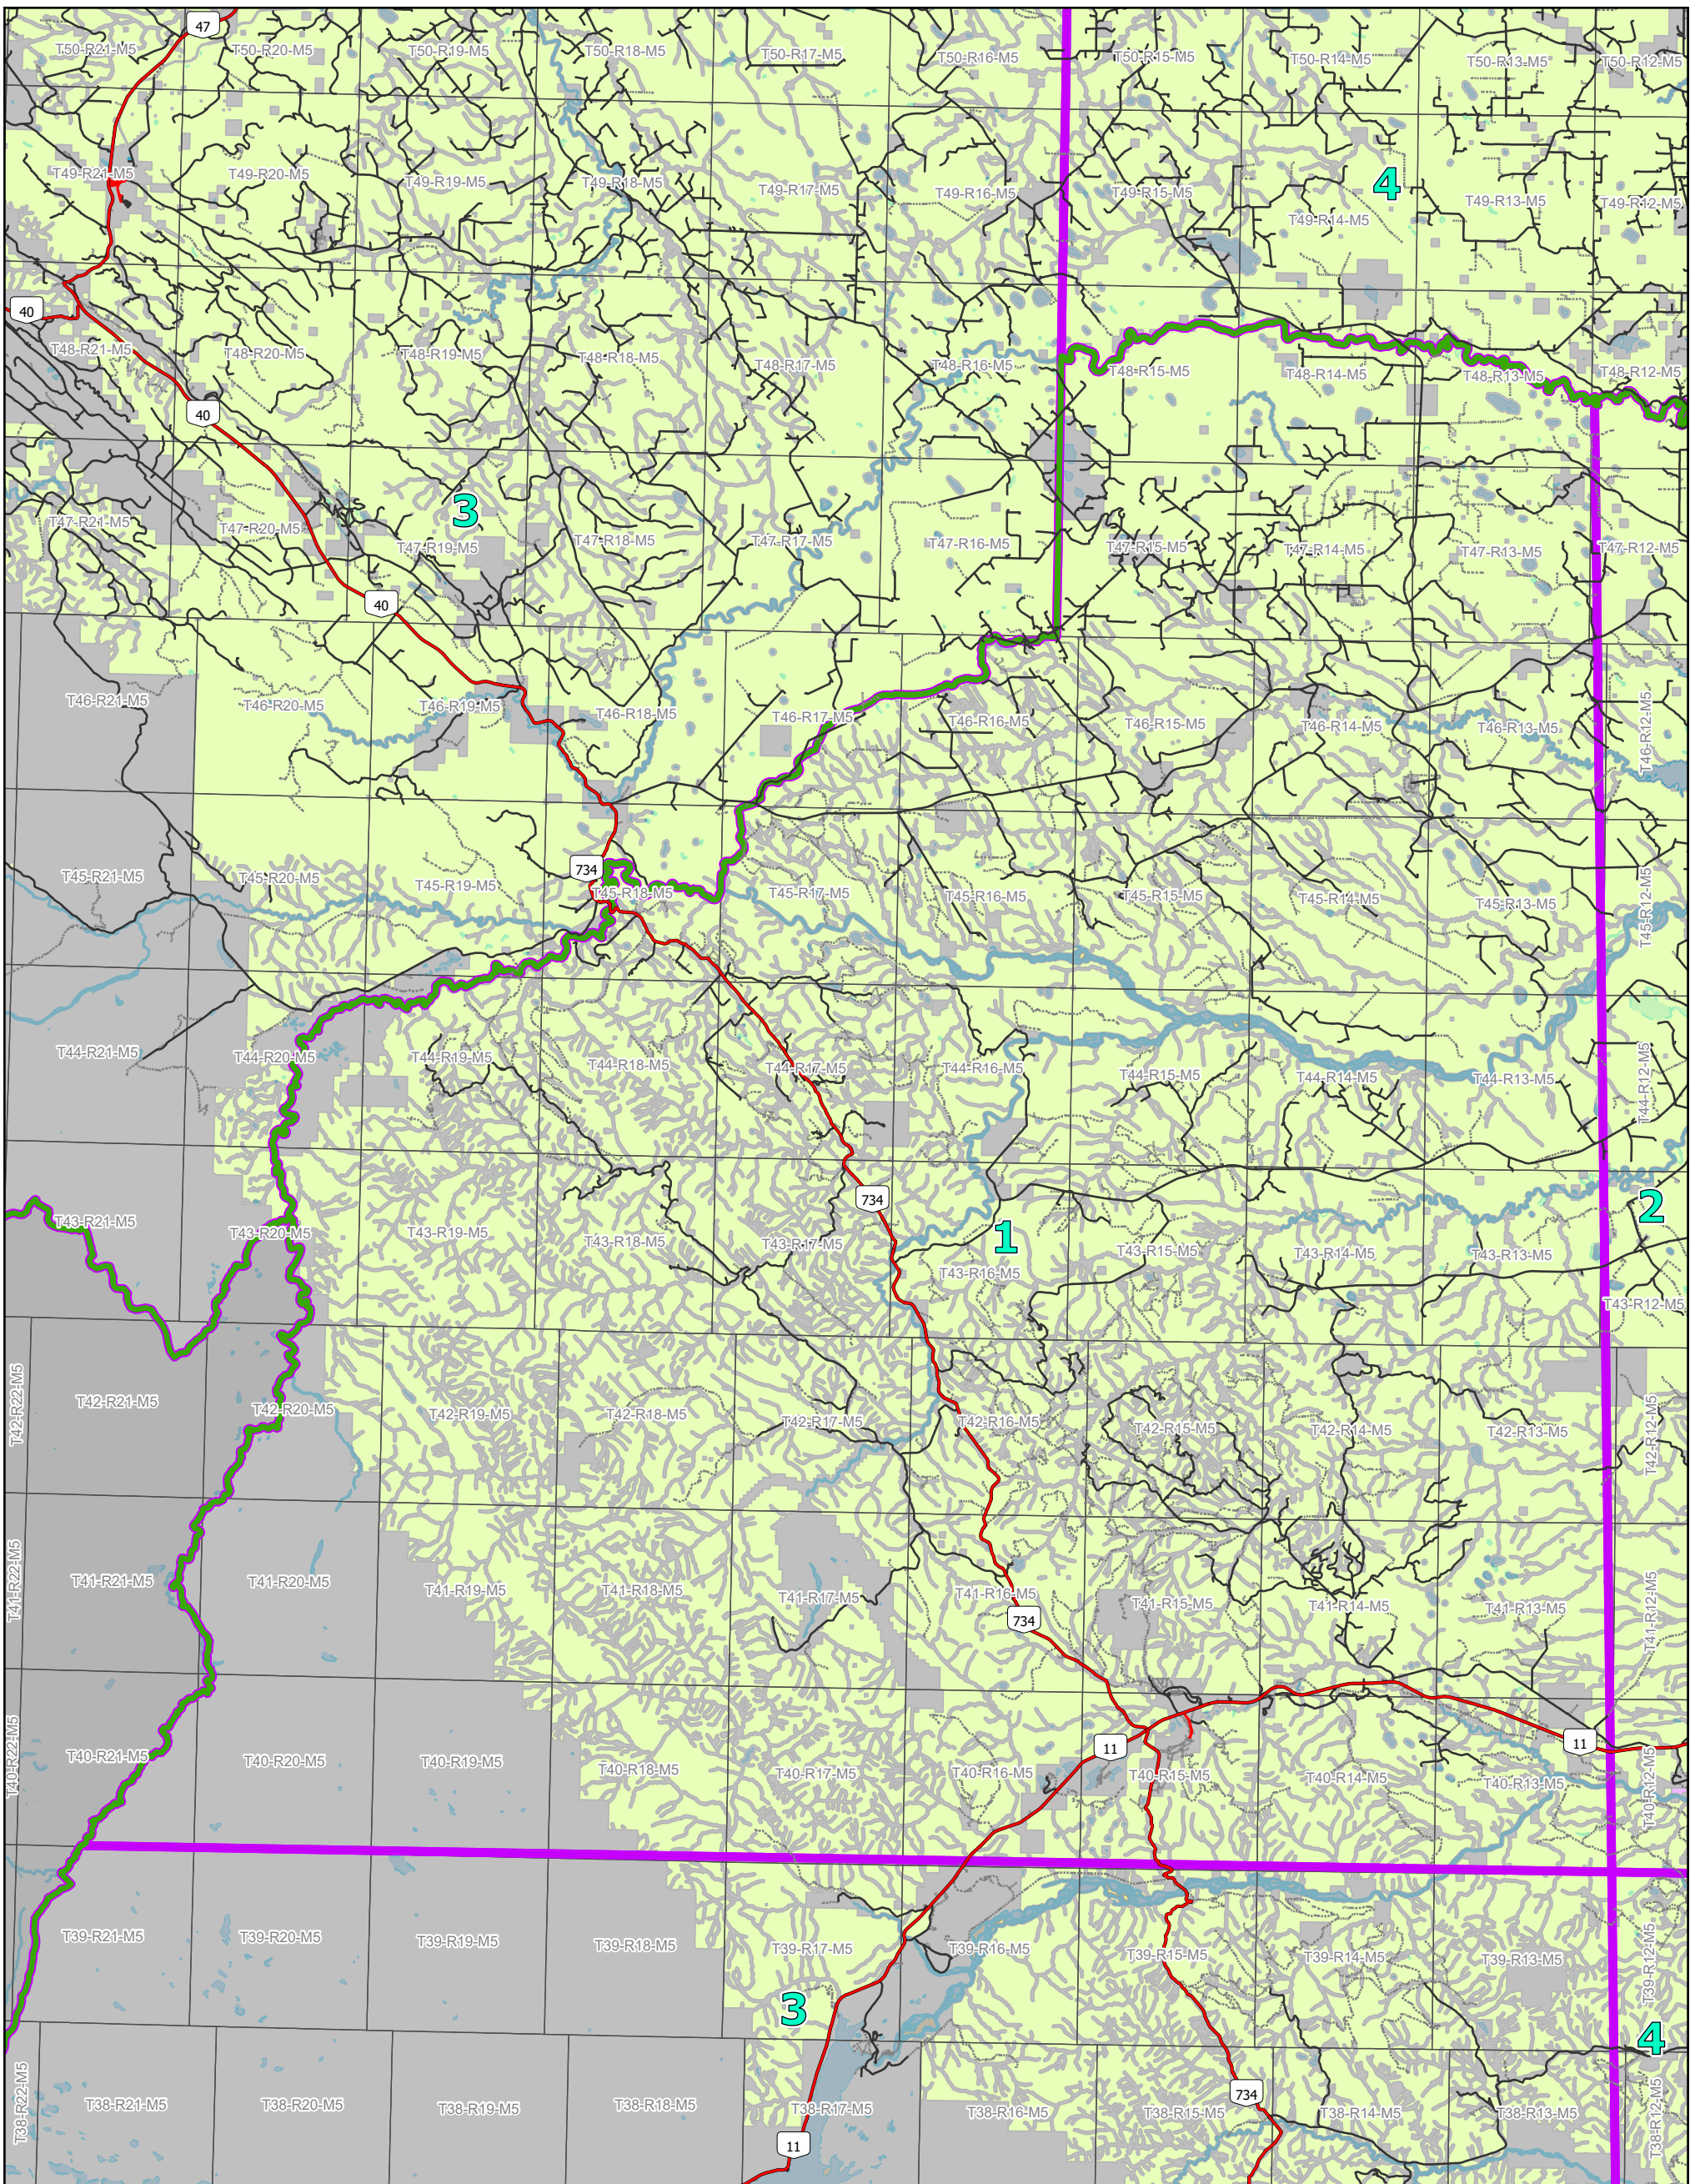 47
T50-R21-M5 T50-R20-M5 T50-R19-M5 T50-R18-M5 T50-R17-M5 T50-R16-M5 T50-R15-M5 T50-R14-M5 T50-R13-M5 T50-R12-M5
4
T49-R21-M5 T49-R20-M5 T49-R19-M5 T49-R18-M5 T49-R17-M5 T49-R16-M5 T49-R15-M5 T49-R14-M5 T49-R13-M5 T49-R12-M5
40
T48-R21-M5 T48-R20-M5 T48-R19-M5 T48-R18-M5 T48-R17-M5 T48-R16-M5 T48-R15-M5 T48-R14-M5 T48-R13-M5 T48-R12-M5
40
3
T47-R21-M5 T47-R20-M5 T47-R19-M5 T47-R18-M5 T47-R17-M5 T47-R16-M5 T47-R15-M5 T47-R14-M5 T47-R13-M5 T47-R12-M5
40
T46-R21-M5 T46-R20-M5 T46-R19-M5 T46-R18-M5 T46-R17-M5 T46-R16-M5 T46-R15-M5 T46-R14-M5 T46-R13-M5 T46-R12-M5
734
T45-R21-M5 T45-R20-M5 T45-R19-M5 T45-R18-M5 T45-R17-M5 T45-R16-M5 T45-R15-M5 T45-R14-M5 T45-R13-M5 T45-R12-M5
T44-R21-M5 T44-R20-M5 T44-R19-M5 T44-R18-M5 T44-R17-M5 T44-R16-M5 T44-R15-M5 T44-R14-M5 T44-R13-M5 T44-R12-M5
734
2
1
T43-R21-M5 T43-R20-M5 T43-R19-M5 T43-R18-M5 T43-R17-M5 T43-R16-M5 T43-R15-M5 T43-R14-M5 T43-R13-M5 T43-R12-M5
T42-R22-M5 T42-R21-M5 T42-R20-M5 T42-R19-M5 T42-R18-M5 T42-R17-M5 T42-R16-M5 T42-R15-M5 T42-R14-M5 T42-R13-M5 T42-R12-M5
T41-R22-M5 T41-R21-M5 T41-R20-M5 T41-R19-M5 T41-R18-M5 T41-R17-M5 T41-R16-M5 T41-R15-M5 T41-R14-M5 T41-R13-M5 T41-R12-M5
734
11
11
T40-R22-M5 T40-R21-M5 T40-R20-M5 T40-R19-M5 T40-R18-M5 T40-R17-M5 T40-R16-M5 T40-R15-M5 T40-R14-M5 T40-R13-M5 T40-R12-M5
T39-R21-M5 T39-R20-M5 T39-R19-M5 T39-R18-M5 T39-R17-M5 T39-R16-M5 T39-R15-M5 T39-R14-M5 T39-R13-M5 T39-R12-M5
3
4
734
T38-R22-M5 T38-R21-M5 T38-R20-M5 T38-R19-M5 T38-R18-M5 T38-R17-M5 T38-R16-M5 T38-R15-M5 T38-R14-M5 T38-R13-M5 T38-R12-M5
11